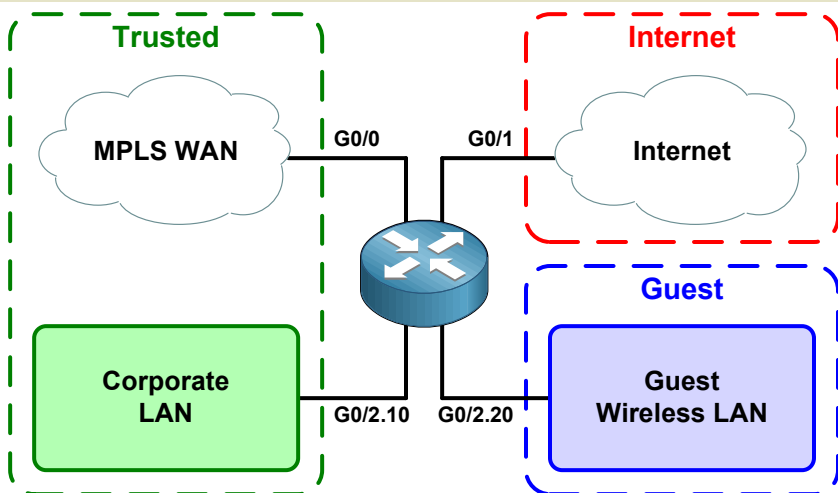 Trusted
Internet
MPLS WAN
G0/0
G0/1
Internet
Guest
Corporate
LAN
G0/2.10
G0/2.20
Guest
Wireless LAN